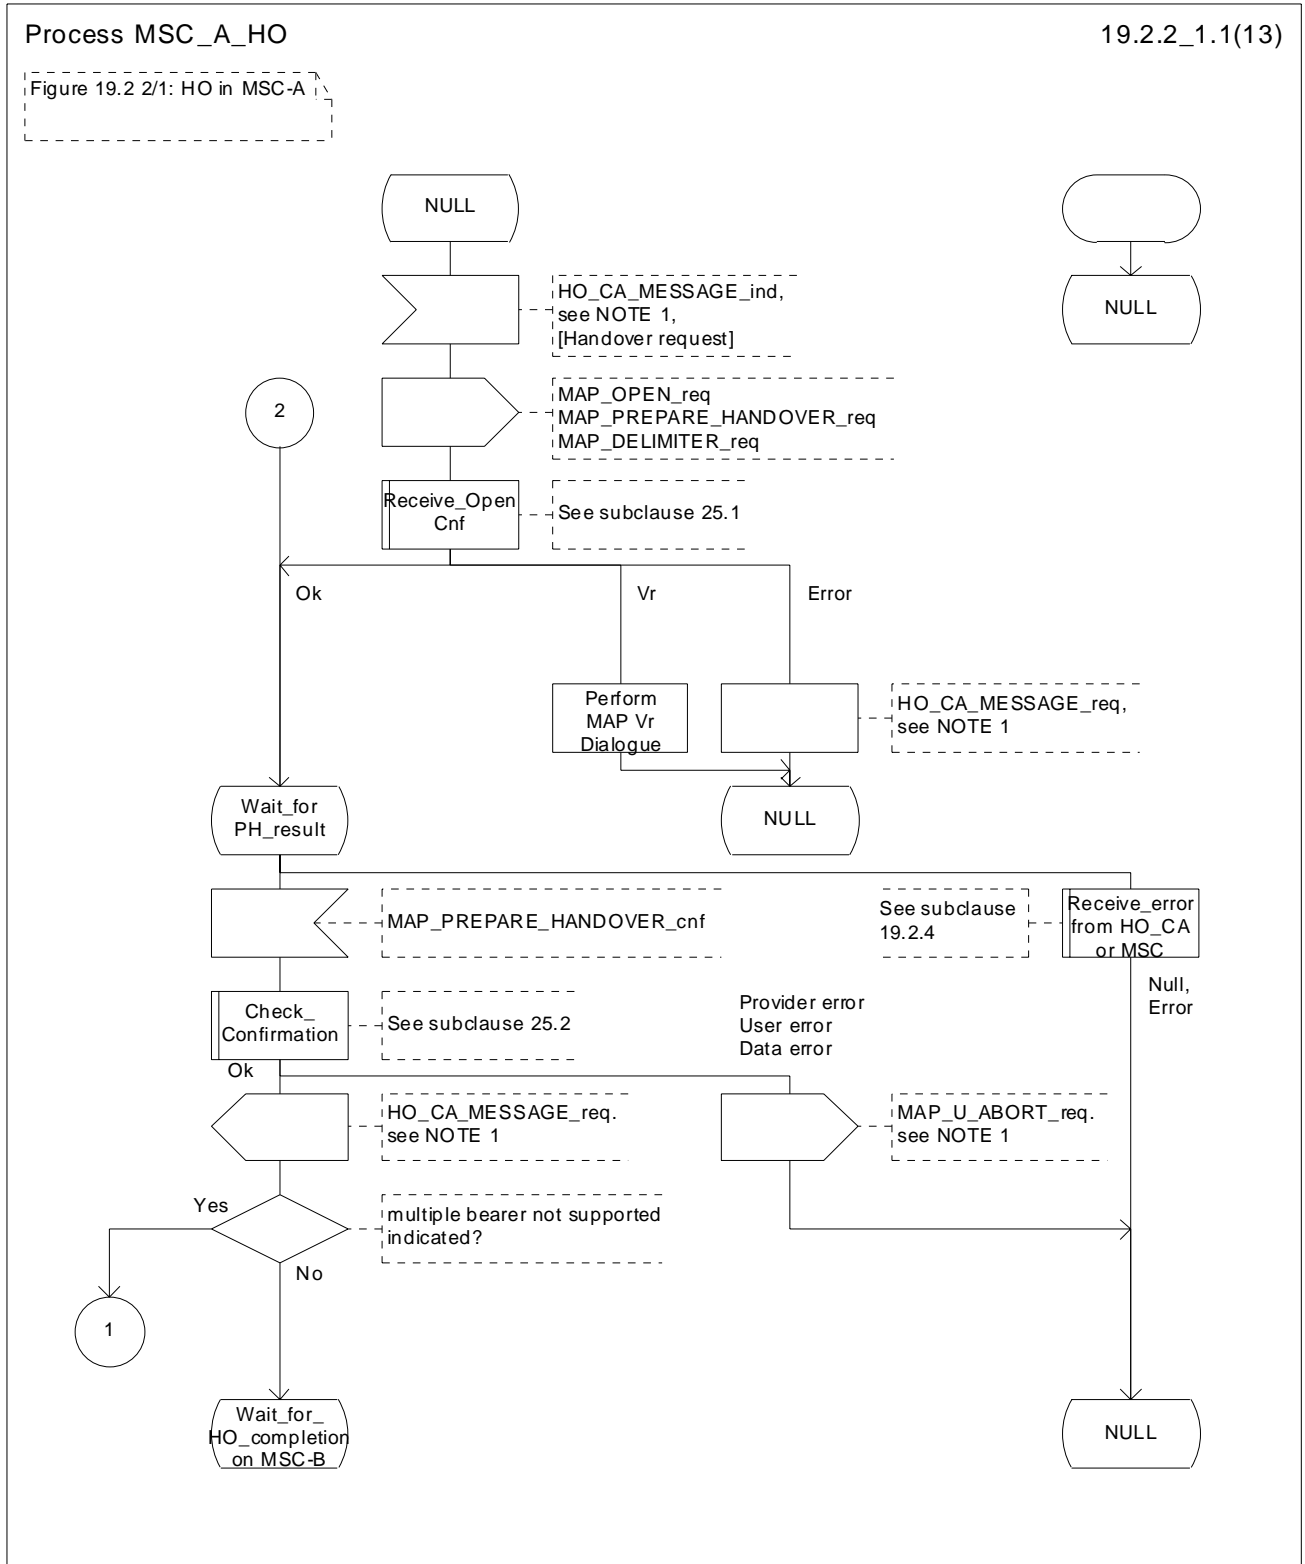 Process MSC_A_HO
19.2.2_1.1(13)
Figure 19.2 2/1: HO in MSC-A
NULL
HO_CA_MESSAGE_ind,
see NOTE 1,
[Handover request]
NULL
2
MAP_OPEN_req
MAP_PREPARE_HANDOVER_req
MAP_DELIMITER_req
Receive_Open
Cnf
See subclause 25.1
Ok
Vr
Error
Perform
MAP Vr
Dialogue
HO_CA_MESSAGE_req,
see NOTE 1
Wait_for
PH_result
NULL
MAP_PREPARE_HANDOVER_cnf
See subclause
19.2.4
Receive_error
from HO_CA
or MSC
Null,
Error
Check_
Confirmation
See subclause 25.2
Provider error
User error
Data error
Ok
HO_CA_MESSAGE_req.
see NOTE 1
MAP_U_ABORT_req.
see NOTE 1
Yes
multiple bearer not supported
indicated?
No
1
Wait_for_
HO_completion
on MSC-B
NULL